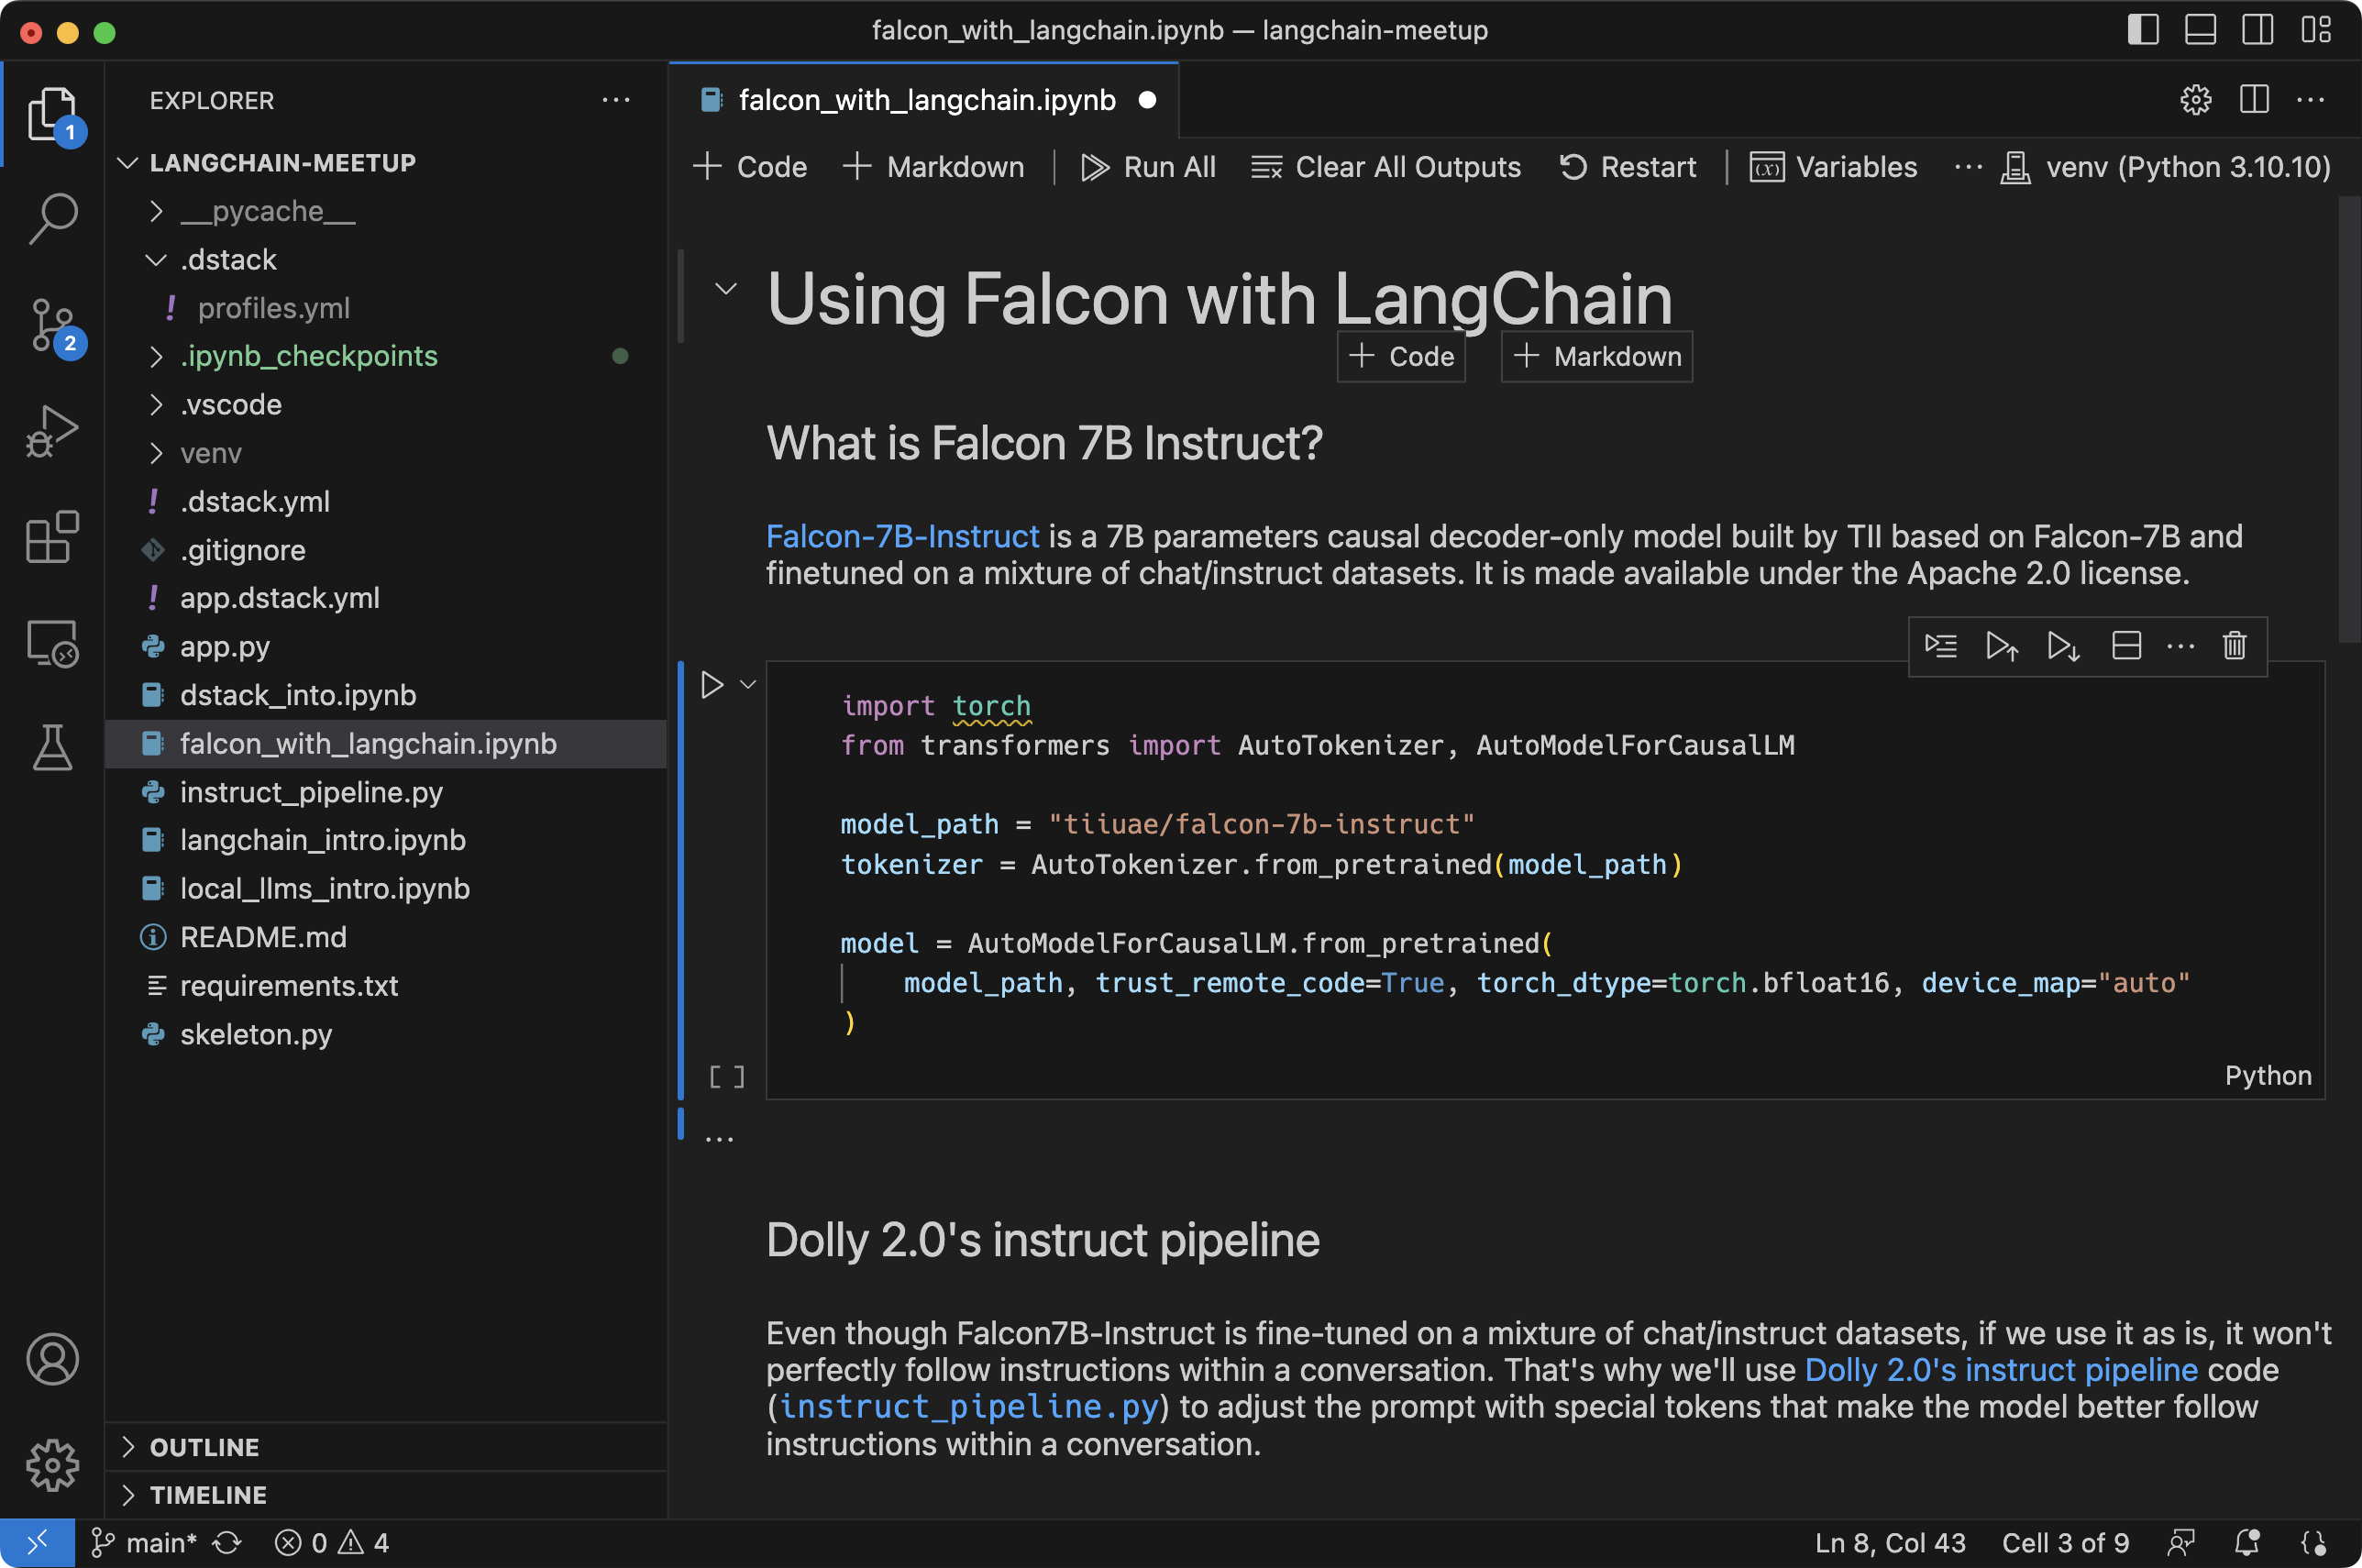 falcon_with_langchain.ipynb — langchain-meetup
EXPLORER
1
LANGCHAIN-MEETUP
__pycache__
.dstack
profiles.yml
.ipynb_checkpoints
.vscode
venv
.dstack.yml
.gitignore
app.dstack.yml
app.py
dstack_into.ipynb
falcon_with_langchain.ipynb
instruct_pipeline.py
langchain_intro.ipynb
local_llms_intro.ipynb
README.md
requirements.txt
skeleton.py
2
OUTLINE
TIMELINE
falcon_with_langchain.ipynb
Code Markdown Run All Clear All Outputs Restart Variables ... venv (Python 3.10.10)
Using Falcon with LangChain
Code Markdown
What is Falcon 7B Instruct?
Falcon-7B-Instruct is a 7B parameters causal decoder-only model built by TII based on Falcon-7B and
finetuned on a mixture of chat/instruct datasets. It is made available under the Apache 2.0 license.
import torch
from transformers import AutoTokenizer, AutoModelForCausalLM
model_path = "tiiuae/falcon-7b-instruct"
tokenizer = AutoTokenizer.from_pretrained(model_path)
model = AutoModelForCausalLM.from_pretrained(
model_path, trust_remote_code=True, torch_dtype=torch.bfloat16, device_map="auto"
)
[ ]
Python
...
Dolly 2.0's instruct pipeline
Even though Falcon7B-Instruct is fine-tuned on a mixture of chat/instruct datasets, if we use it as is, it won't
perfectly follow instructions within a conversation. That's why we'll use Dolly 2.0's instruct pipeline code
(instruct_pipeline.py) to adjust the prompt with special tokens that make the model better follow
instructions within a conversation.
main* 0 4
Ln 8, Col 43 Cell 3 of 9